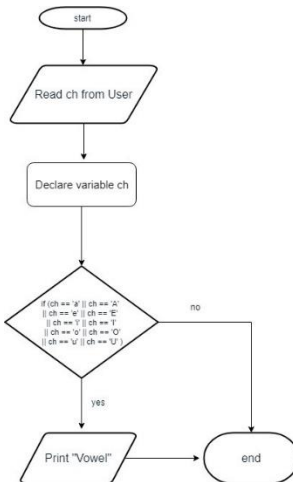 start
Read ch from User
Declare variable ch
if (ch == 'a' || ch == 'A'
|| ch == 'e' || ch == 'E'
|| ch == 'i' || ch == 'I'
|| ch == 'o' || ch == 'O'
|| ch == 'u' || ch == 'U' )
no
yes
Print "Vowel"
end